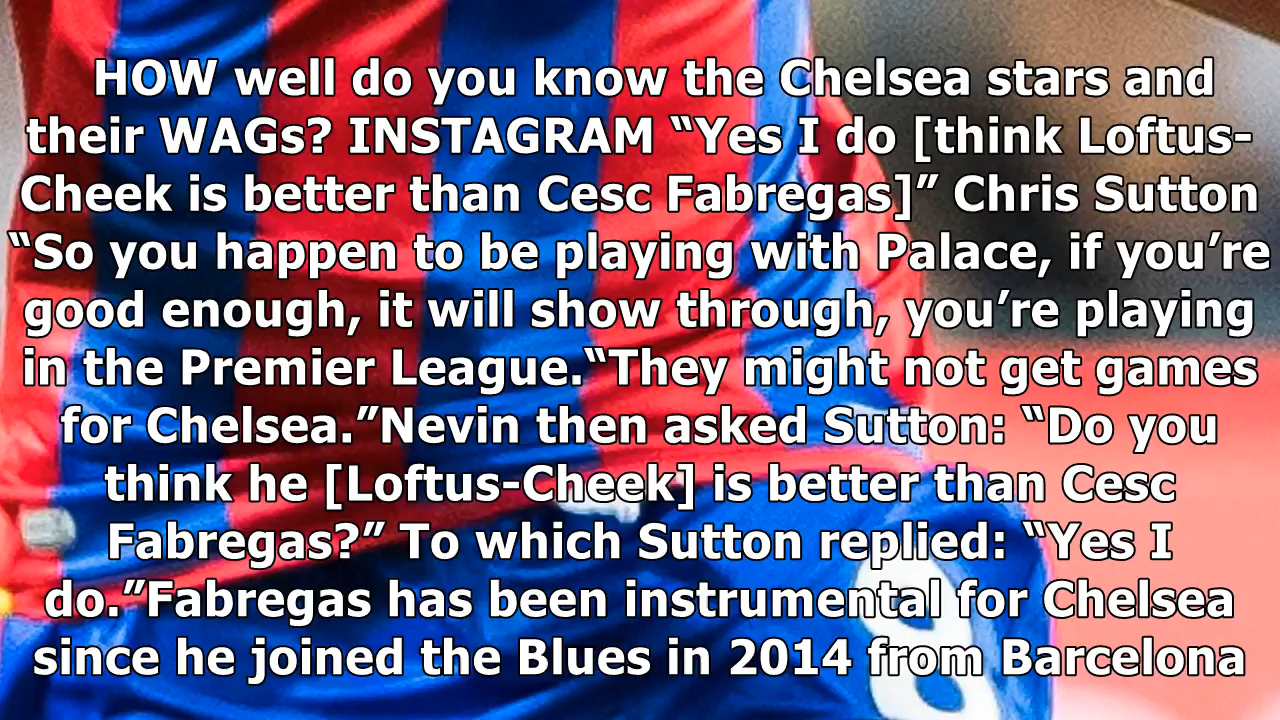 HOW well do you know the Chelsea stars and
their WAGs? INSTAGRAM “Yes I do [think Loftus-
Cheek is better than Cesc Fabregas]” Chris Sutton
“So you happen to be playing with Palace, if you’re
good enough, it will show through, you’re playing
in the Premier League.“They might not get games
for Chelsea.”Nevin then asked Sutton: “Do you
think he [Loftus-Cheek] is better than Cesc
Fabregas?” To which Sutton replied: “Yes I
do.”Fabregas has been instrumental for Chelsea
since he joined the Blues in 2014 from Barcelona
8